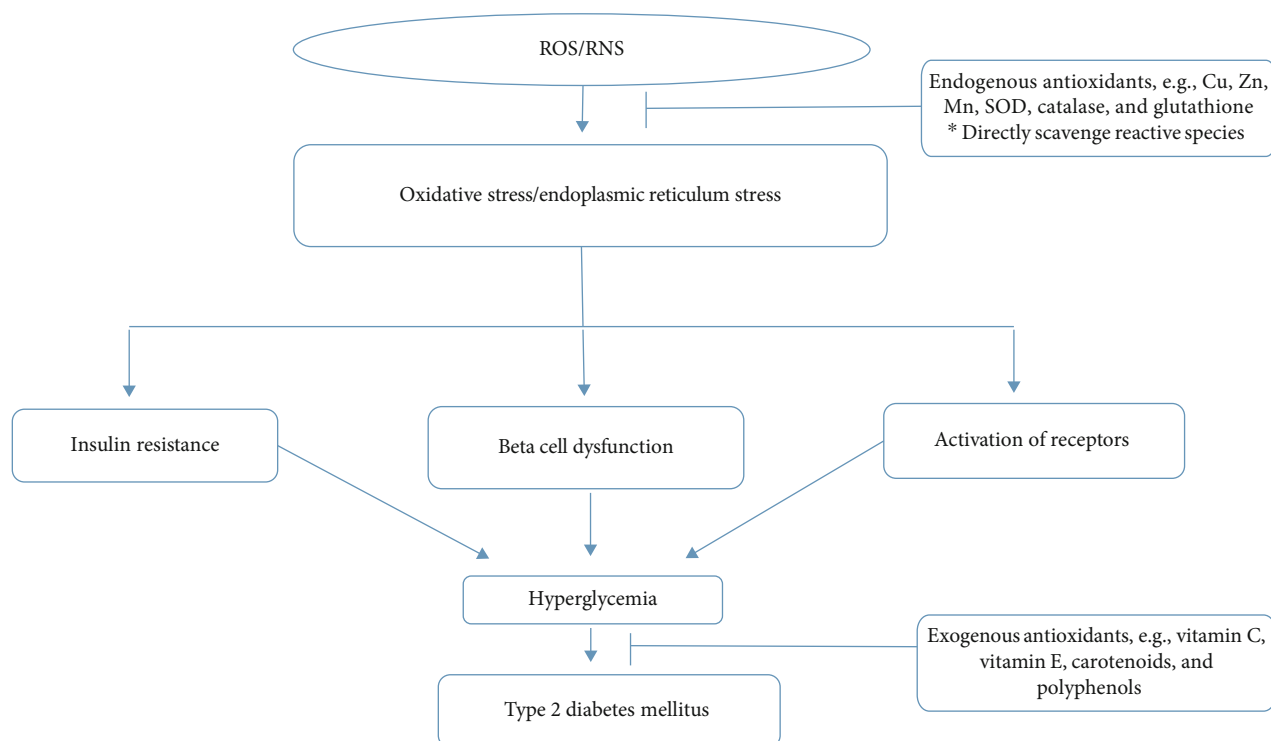 ROS/RNS
Endogenous antioxidants, e.g., Cu, Zn,
Mn, SOD, catalase, and glutathione
* Directly scavenge reactive species
Oxidative stress/endoplasmic reticulum stress
Insulin resistance
Beta cell dysfunction
Activation of receptors
Hyperglycemia
Exogenous antioxidants, e.g., vitamin C,
vitamin E, carotenoids, and
polyphenols
Type 2 diabetes mellitus